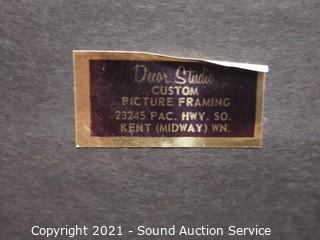 Decor Studio
CUSTOM
PICTURE FRAMING
23245 PAC. HWY. SO.
KENT (MIDWAY) WN.
Copyright 2021 - Sound Auction Service